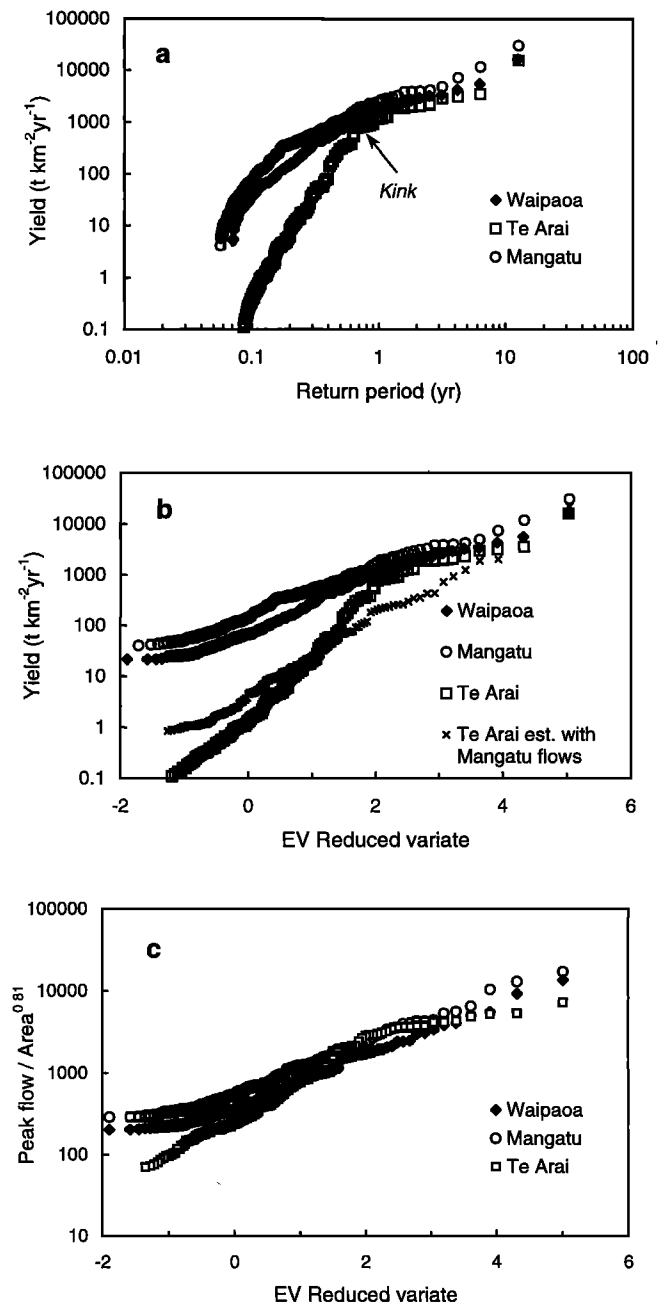 100000
a
10000
1000
100
10
1
0.1
Yield (t km-2yr-1)
Kink
Waipaoa
Te Arai
Mangatu
0.01
0.1
1
10
100
Return period (yr)
100000
b
10000
1000
100
10
1
0.1
Yield (t km-2yr-1)
Waipaoa
Mangatu
Te Arai
Te Arai est. with
Mangatu flows
-2
0
2
4
6
EV Reduced variate
100000
c
10000
1000
100
10
Peak flow / Area0 81
Waipaoa
Mangatu
Te Arai
-2
0
2
4
6
EV Reduced variate